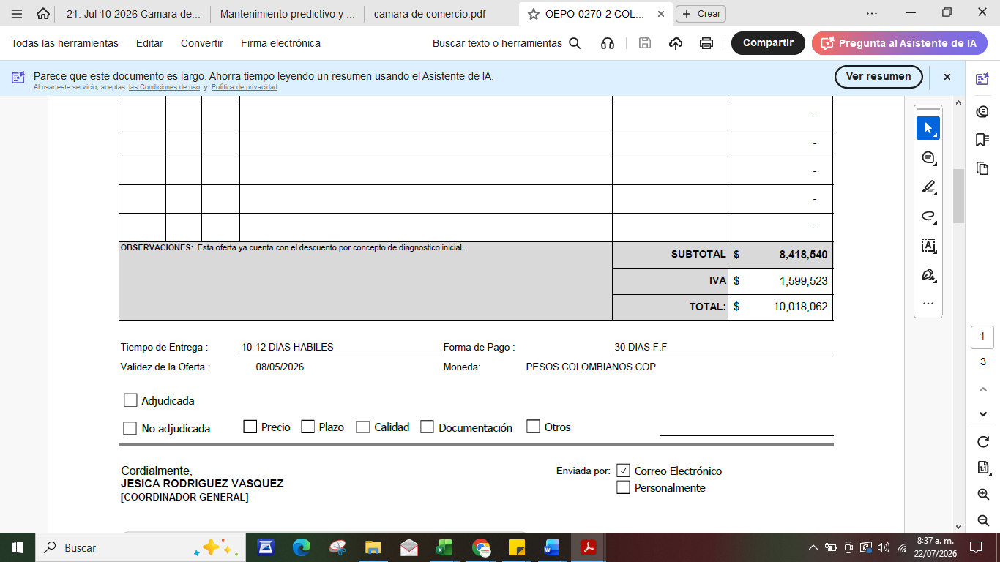 21. Jul 10 2026 Camara de...
Mantenimiento predictivo y ...
camara de comercio.pdf
OEPO-0270-2 COL...
Crear
Todas las herramientas
Editar
Convertir
Firma electrónica
Buscar texto o herramientas
Compartir
Pregunta al Asistente de IA
Parece que este documento es largo. Ahorra tiempo leyendo un resumen usando el Asistente de IA.
Al usar este servicio, aceptas las Condiciones de uso y Política de privacidad
Ver resumen
-
-
-
-
-
OBSERVACIONES: Esta oferta ya cuenta con el descuento por concepto de diagnostico inicial.
SUBTOTAL $ 8,418,540
IVA $ 1,599,523
TOTAL: $ 10,018,062
Tiempo de Entrega : 10-12 DIAS HABILES Forma de Pago : 30 DIAS F.F
Validez de la Oferta : 08/05/2026 Moneda: PESOS COLOMBIANOS COP
Adjudicada
No adjudicada Precio Plazo Calidad Documentación Otros
Cordialmente,
JESICA RODRIGUEZ VASQUEZ
[COORDINADOR GENERAL]
Enviada por: Correo Electrónico
Personalmente
1
3
1:1
Buscar
8:37 a. m.
22/07/2026